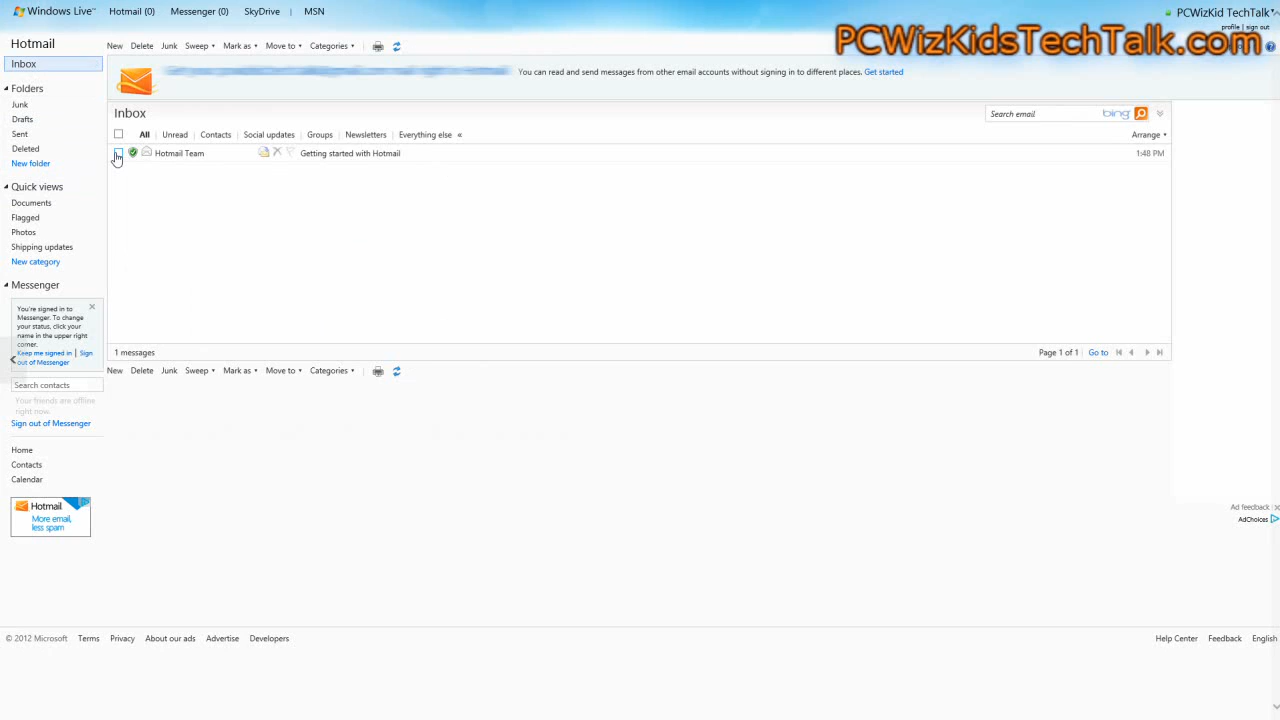 Windows Live™ Hotmail (0) Messenger (0) SkyDrive MSN PCWizKid TechTalk
profile | sign out
PCWizKidsTechTalk.com
Hotmail
New Delete Junk Sweep Mark as Move to Categories
Inbox
You can read and send messages from other email accounts without signing in to different places. Get started
Folders
Junk
Drafts
Sent
Deleted
New folder
Inbox
Search email bing
All Unread Contacts Social updates Groups Newsletters Everything else «
Arrange
Hotmail Team Getting started with Hotmail 1:48 PM
Quick views
Documents
Flagged
Photos
Shipping updates
New category
Messenger
You're signed in to
Messenger. To change
your status, click your
name in the upper right
corner.
Keep me signed in | Sign
out of Messenger
1 messages Page 1 of 1 Go to
New Delete Junk Sweep Mark as Move to Categories
Search contacts
Your friends are offline
right now.
Sign out of Messenger
Home
Contacts
Calendar
Hotmail
More email,
less spam
Ad feedback
AdChoices
© 2012 Microsoft Terms Privacy About our ads Advertise Developers Help Center Feedback English